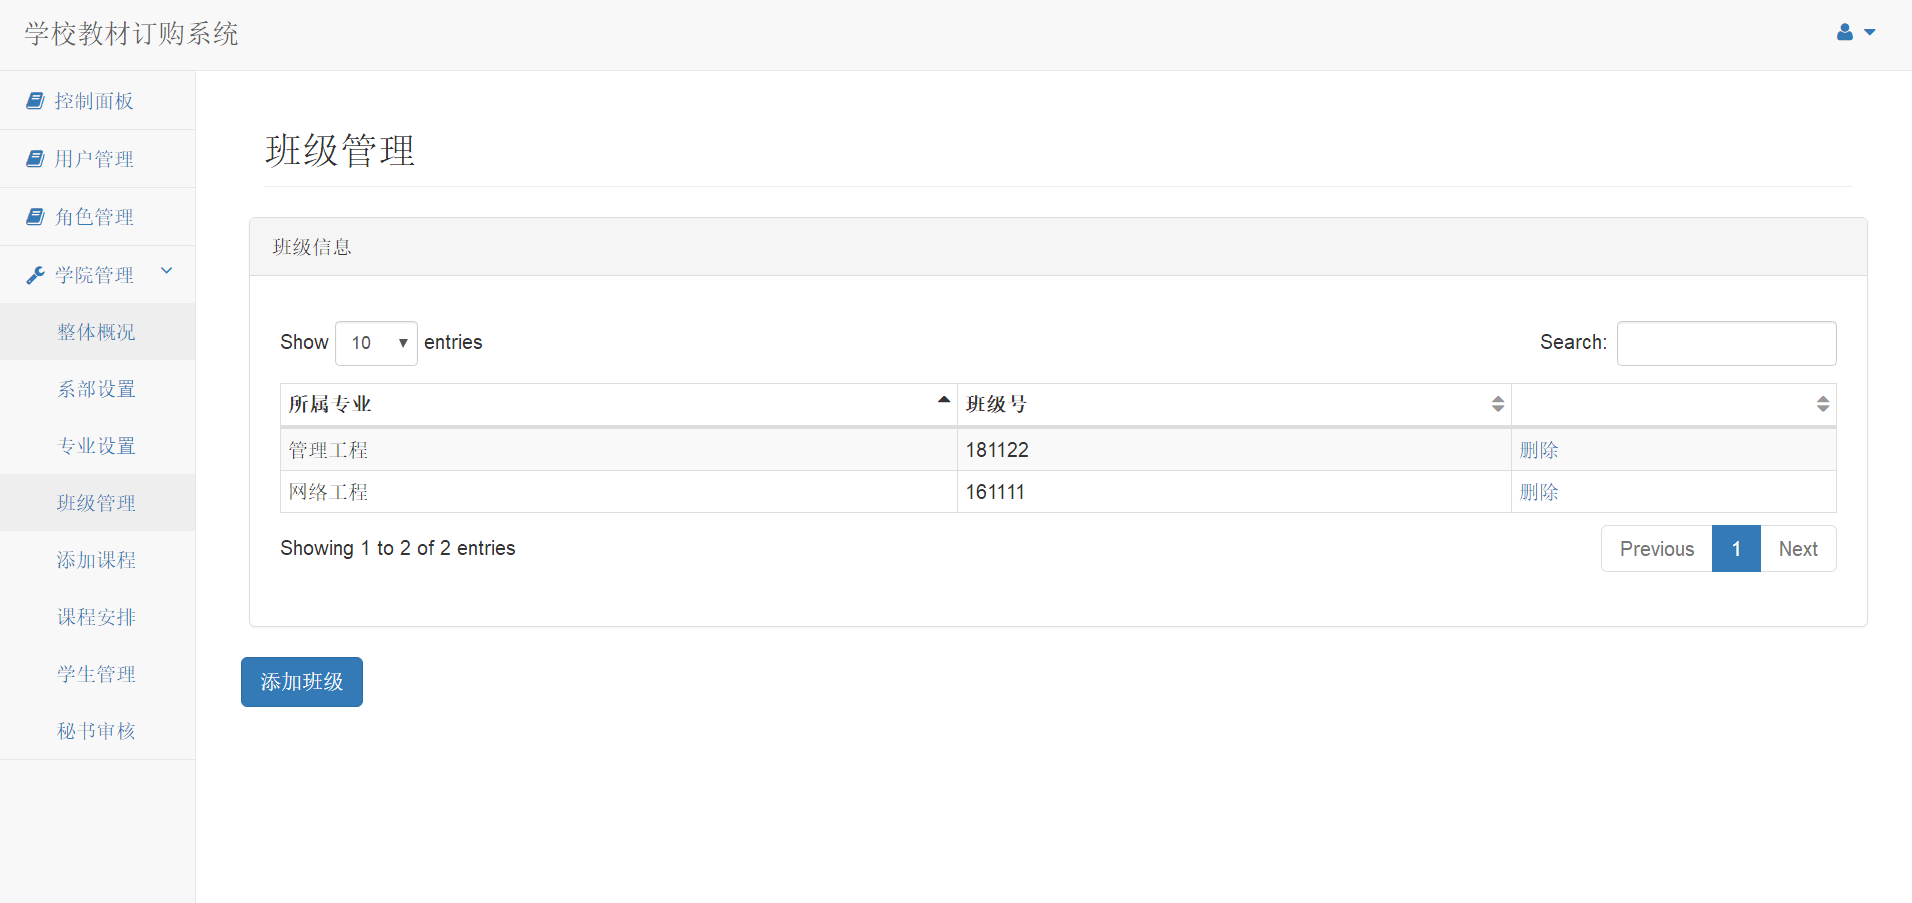 学校教材订购系统
控制面板
用户管理
角色管理
学院管理
整体概况
系部设置
专业设置
班级管理
添加课程
课程安排
学生管理
秘书审核
班级管理
班级信息
Show 10 entries
Search:
所属专业 班级号
管理工程 181122 删除
网络工程 161111 删除
Showing 1 to 2 of 2 entries
Previous 1 Next
添加班级